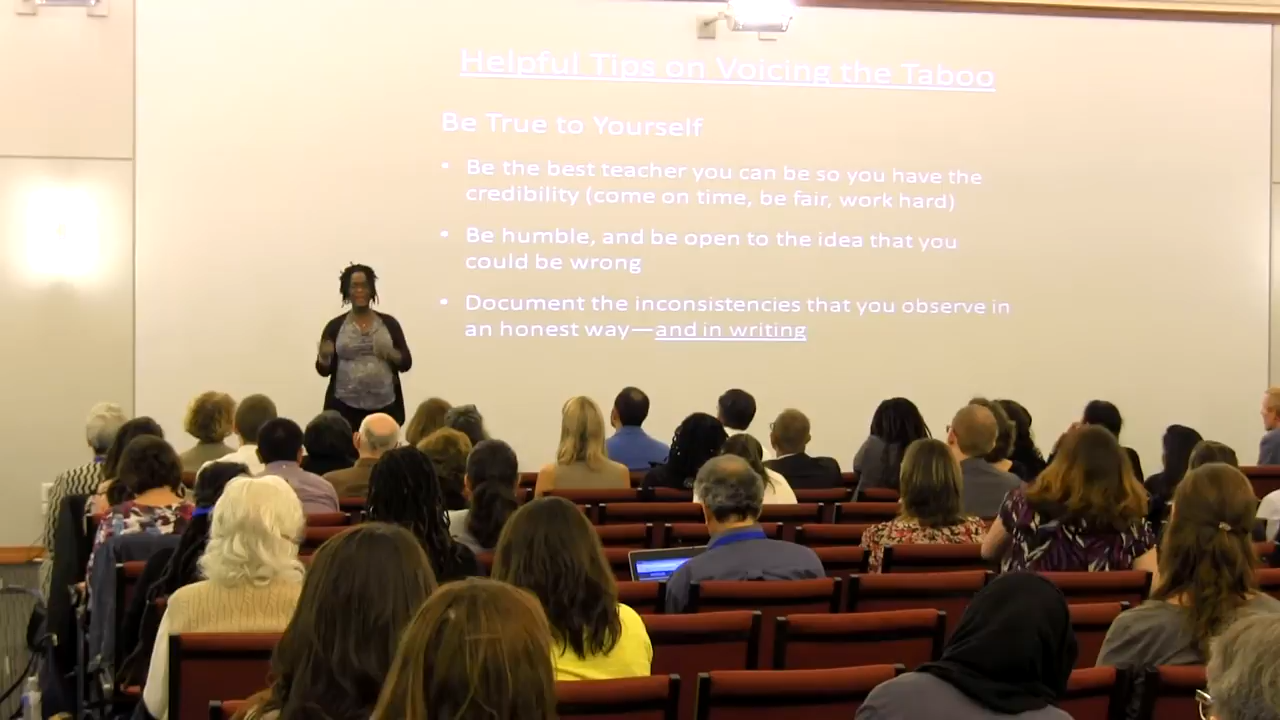 Helpful Tips on Voicing the Taboo
Be True to Yourself
• Be the best teacher you can be so you have the
credibility (come on time, be fair, work hard)
• Be humble, and be open to the idea that you
could be wrong
• Document the inconsistencies that you observe in
an honest way—and in writing